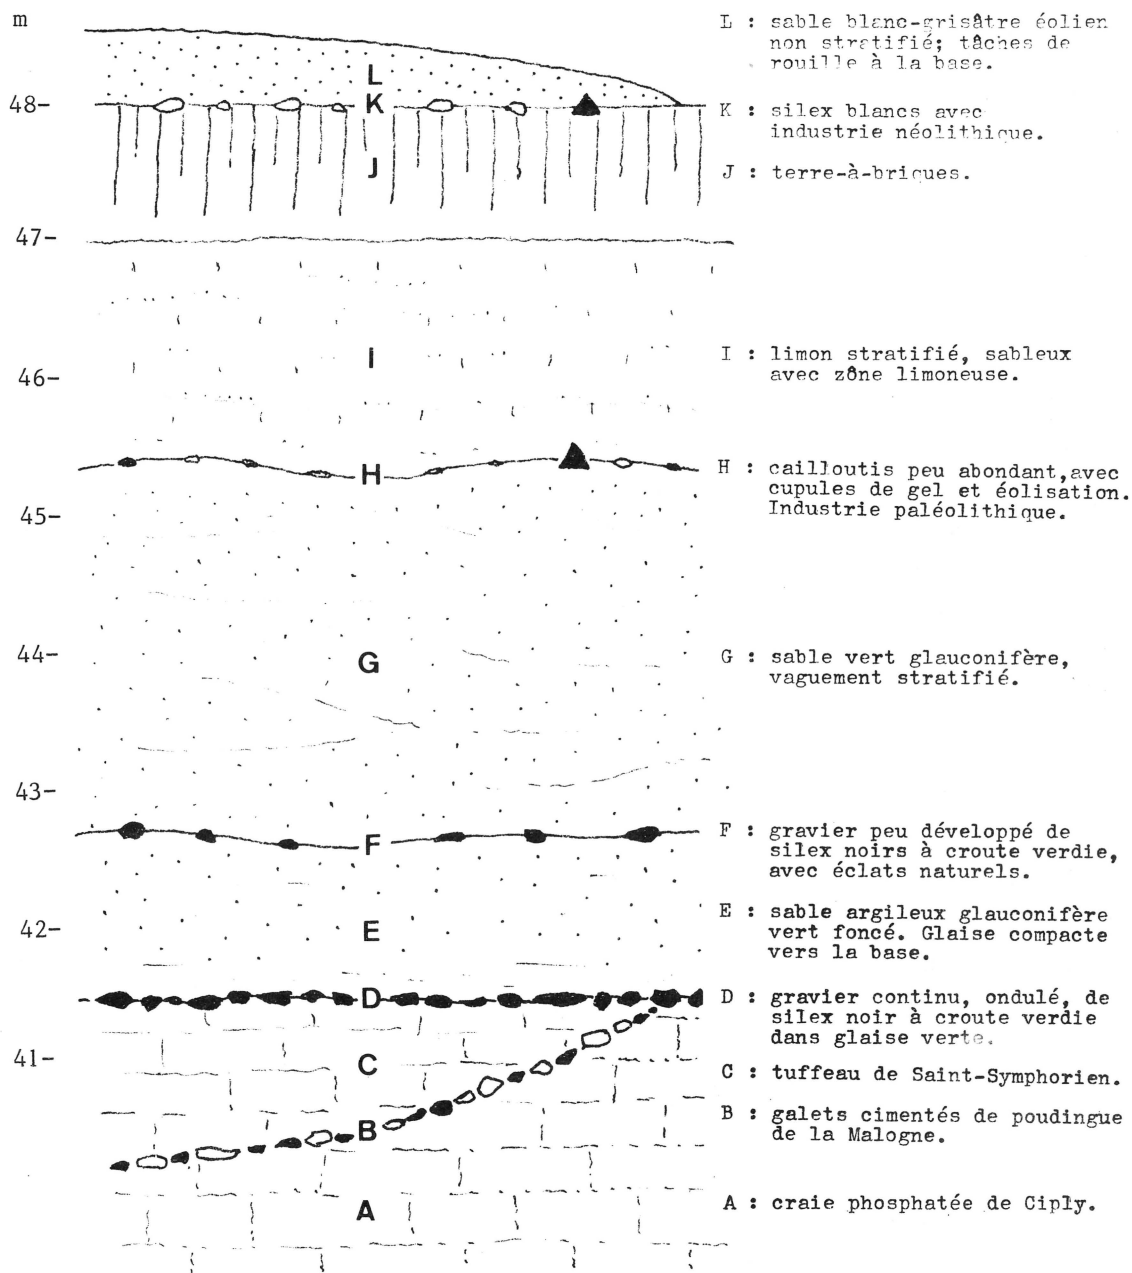 m
L : sable blanc-grisâtre éolien
non stratifié; tâches de
rouille à la base.
L
48-
K
K : silex blancs avec
industrie néolithique.
J
J : terre-à-briques.
47-
I
I : limon stratifié, sableux
avec zône limoneuse.
46-
H
H : cailloutis peu abondant,avec
cupules de gel et éolisation.
Industrie paléolithique.
45-
44-
G
G : sable vert glauconifère,
vaguement stratifié.
43-
F
F : gravier peu développé de
silex noirs à croute verdie,
avec éclats naturels.
42-
E
E : sable argileux glauconifère
vert foncé. Glaise compacte
vers la base.
D
D : gravier continu, ondulé, de
silex noir à croute verdie
dans glaise verte.
41-
C
C : tuffeau de Saint-Symphorien.
B
B : galets cimentés de poudingue
de la Malogne.
A
A : craie phosphatée de Ciply.